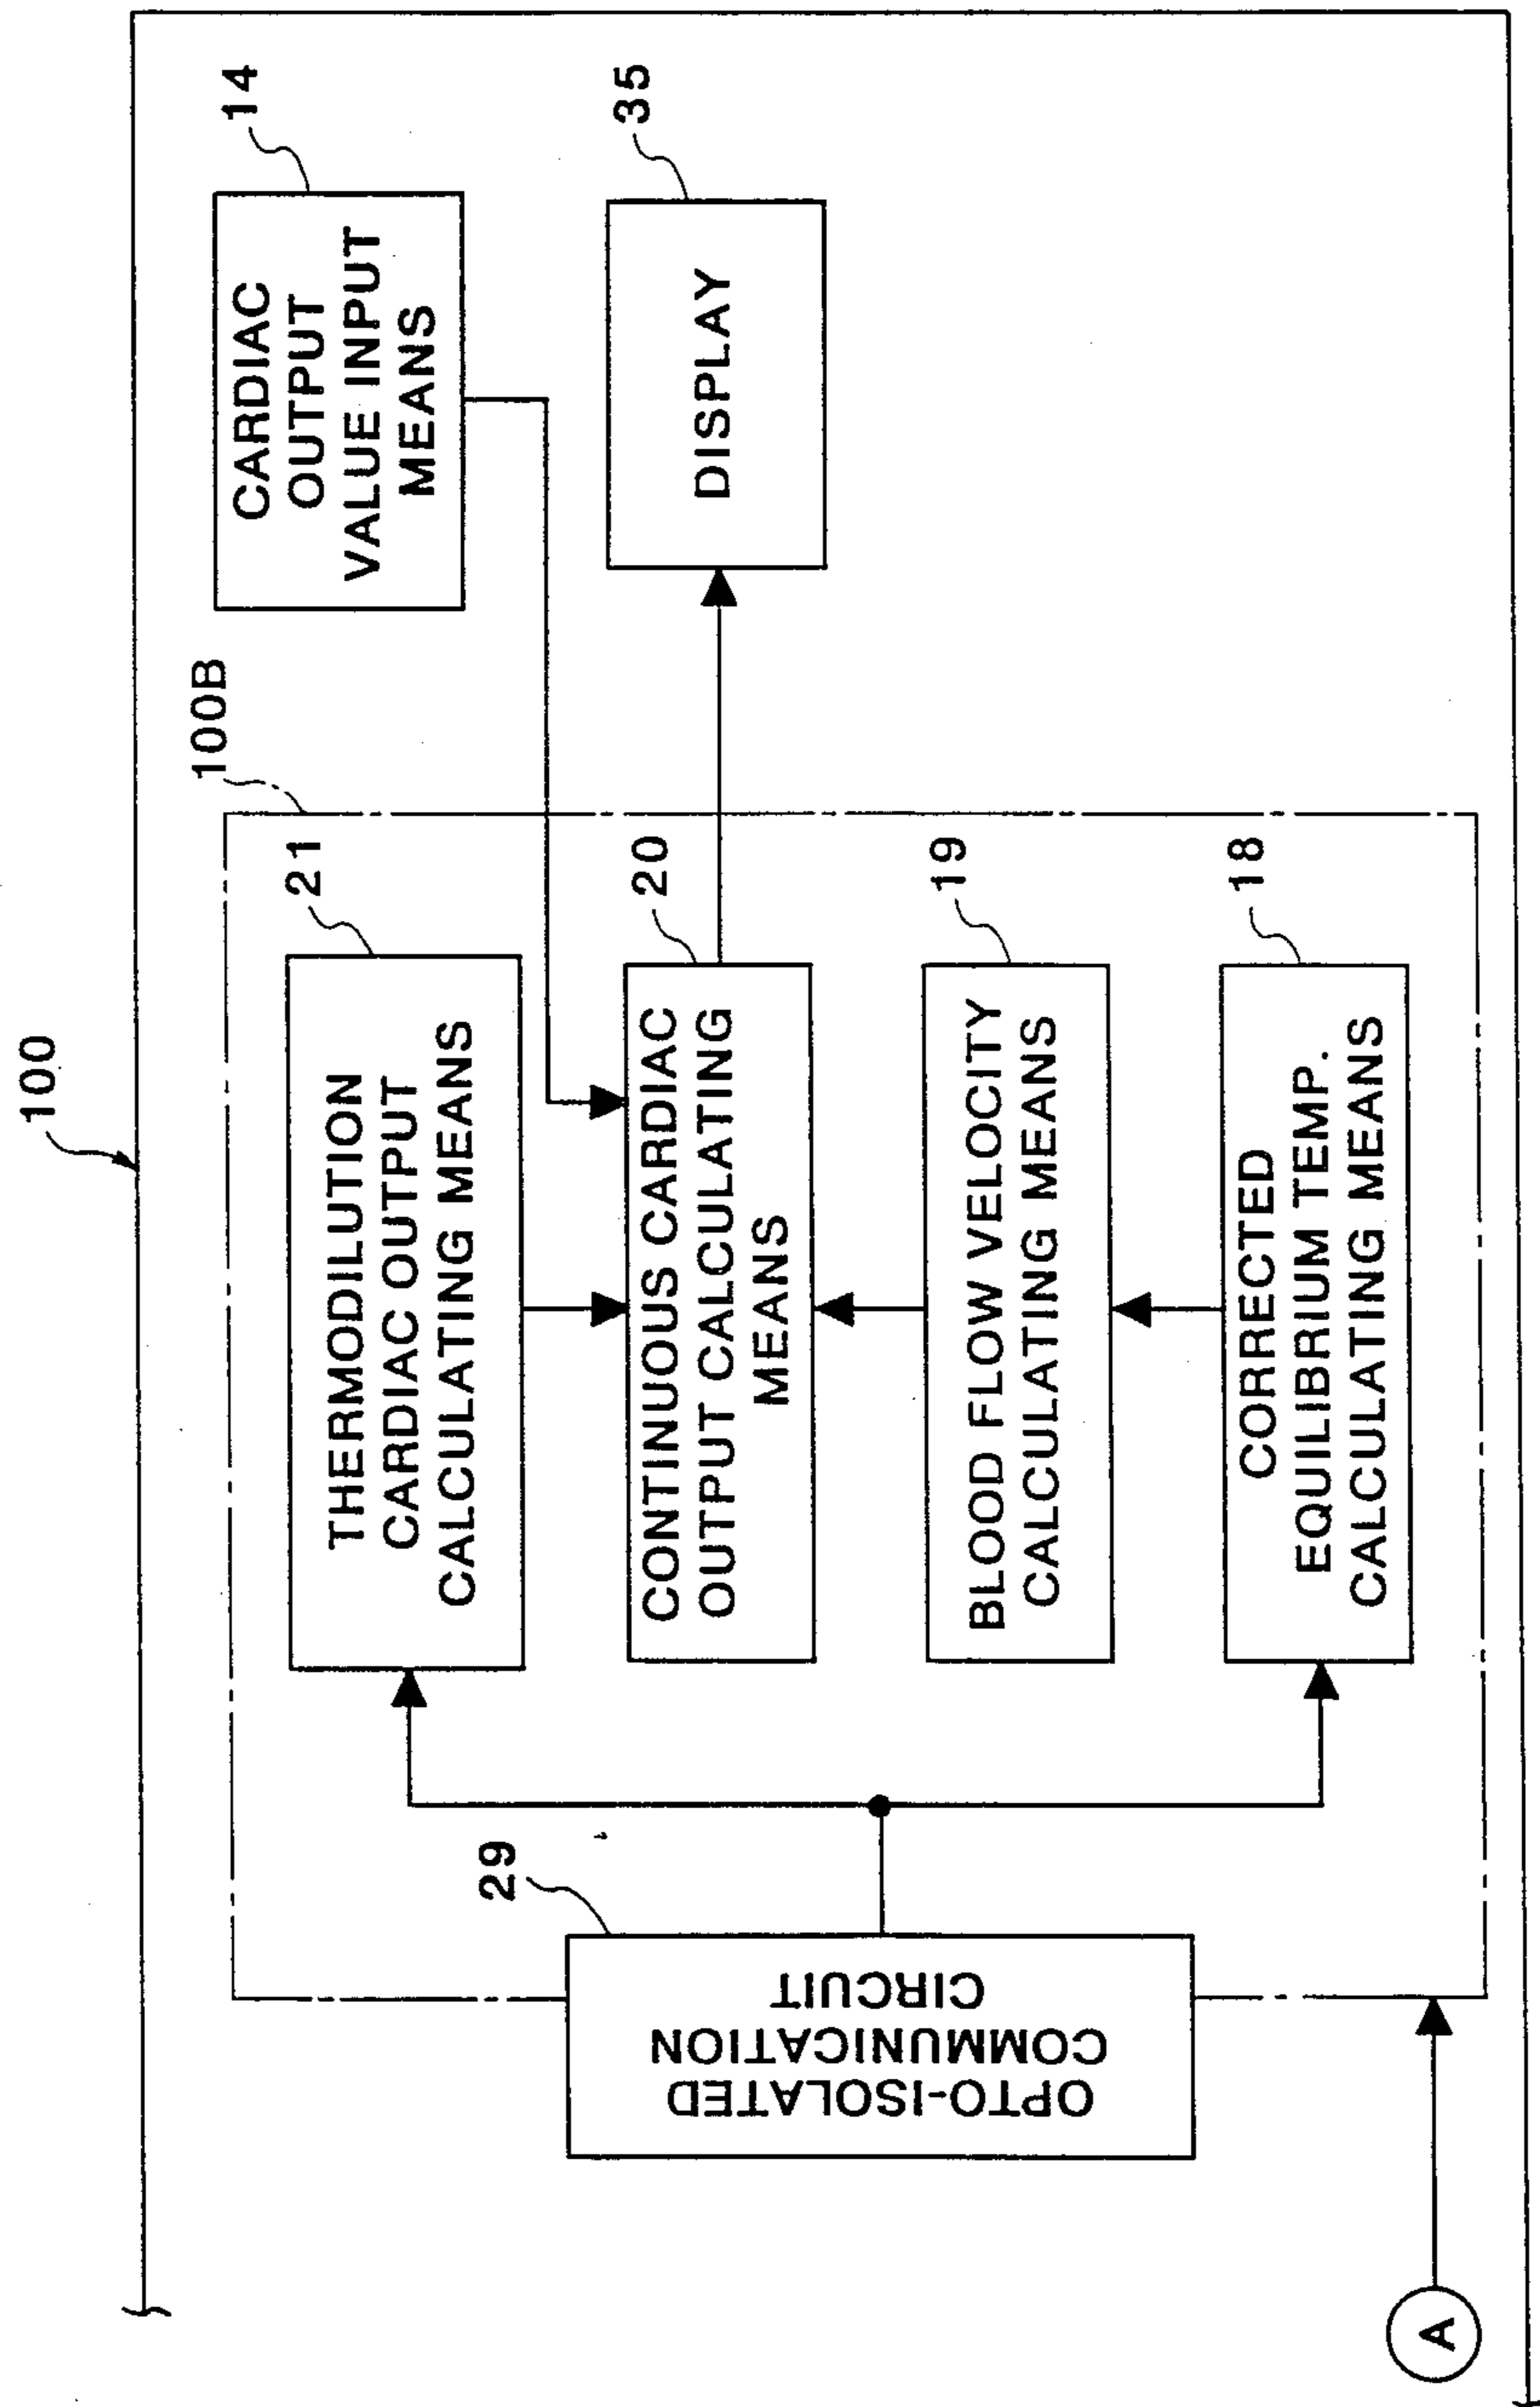 100
100B
14
CARDIAC
OUTPUT
VALUE INPUT
MEANS
21
THERMODILUTION
CARDIAC OUTPUT
CALCULATING MEANS
35
DISPLAY
20
CONTINUOUS CARDIAC
OUTPUT CALCULATING
MEANS
29
OPTO-ISOLATED
COMMUNICATION
CIRCUIT
19
BLOOD FLOW VELOCITY
CALCULATING MEANS
18
CORRECTED
EQUILIBRIUM TEMP.
CALCULATING MEANS
A